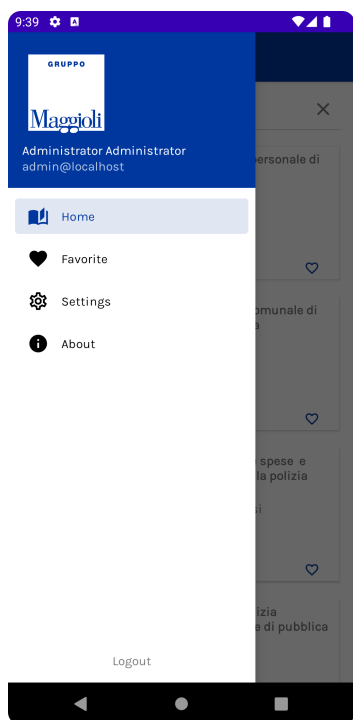 9:39
GRUPPO
Maggioli
Administrator Administrator
admin@localhost
Home
Favorite
Settings
About
Logout
personale di
omunale di
a
spese e
la polizia
si
izia
e di pubblica